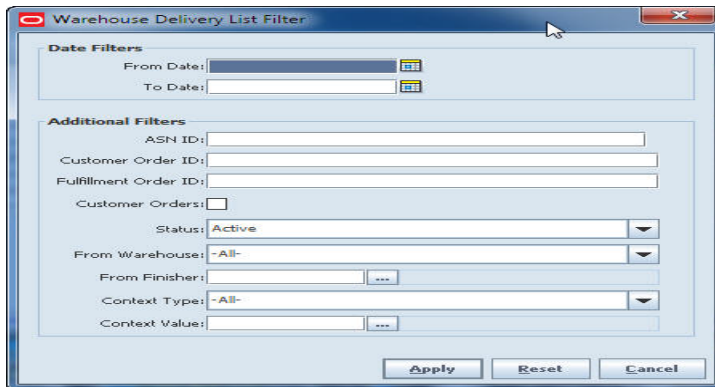 Warehouse Delivery List Filter
Date Filters
From Date:
To Date:
Additional Filters
ASN ID:
Customer Order ID:
Fulfillment Order ID:
Customer Orders:
Status: Active
From Warehouse: -All-
From Finisher: ...
Context Type: -All-
Context Value: ...
Apply Reset Cancel